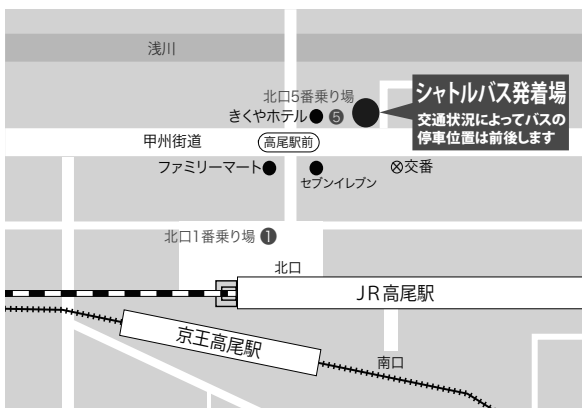 浅川
北口5番乗り場
きくやホテル
❺
シャトルバス発着場
交通状況によってバスの
停車位置は前後します
甲州街道
高尾駅前
ファミリーマート
セブンイレブン
交番
北口1番乗り場 ❶
北口
JR高尾駅
京王高尾駅
南口